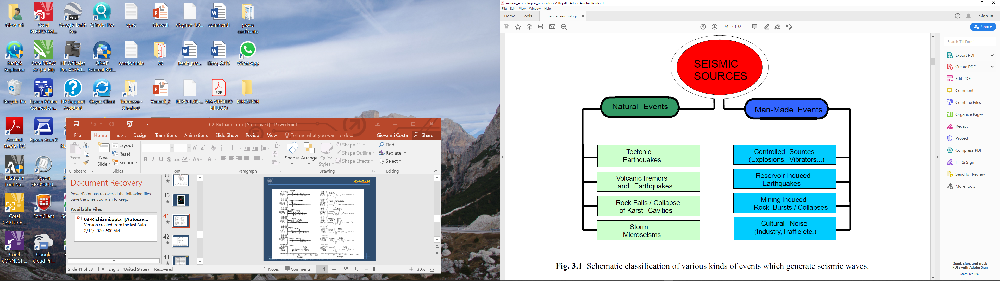 Giovanni
Corel
PHOTO-PAI...
Google Earth
Pro
Qfinder Pro
vpnc
Giovedi
dbgmw-1.0...
commenti
prova
confronto
NetBak
Replicator
CorelDRAW
X7 (64-Bit)
HP Officejet
Pro X576d...
QNAP
External RAI...
condominio
36
Deniz_pro...
Libro_2019
WhatsApp
Recycle Bin
Epson Printer
Connection...
HP Support
Assistant
Qsync Client
Tolmezzo -
Shortcut
Venerdi_2
REPO-1.05-...
VIA VIRGILIO
BIFULCO
KINGSTON
Acrobat
Reader DC
Epson Scan 2
Bitstream
Font Na...
Epson
XP-8500 U...
Corel
CAPTURE ...
FortiClient
Corel
CONNECT ...
Google
Cloud Pri...
02-Richiami.pptx [Autosaved] - PowerPoint
File Home Insert Design Transitions Animations Slide Show Review View Tell me what you want to do... Giovanni Costa Share
Paste
New
Slide
Layout
Reset
Section
Shapes Arrange Quick
Styles
Shape Fill
Shape Outline
Shape Effects
Find
Replace
Select
Clipboard Slides Font Paragraph Drawing Editing
Document Recovery
PowerPoint has recovered the following files.
Save the ones you wish to keep.
Available Files
02-Richiami.pptx [Autosav...
Version created from the last Auto...
2/14/2020 2:00 AM
39
40
41
42
43
SeisRaM
Slide 41 of 58 English (United States) Recovered Notes Comments 30%
manual_seismological_observatory-2002.pdf - Adobe Acrobat Reader DC
File Edit View Window Help
Home Tools manual_seismologi... × Sign In
93 / 1162 Share
SEISMIC
SOURCES
Natural Events
Man-Made Events
Tectonic
Earthquakes
Volcanic Tremors
and Earthquakes
Rock Falls / Collapse
of Karst Cavities
Storm
Microseisms
Controlled Sources
(Explosions, Vibrators...)
Reservoir Induced
Earthquakes
Mining Induced
Rock Bursts / Collapses
Cultural Noise
(Industry, Traffic etc.)
Fig. 3.1 Schematic classification of various kinds of events which generate seismic waves.
Search 'Fill Form'
Export PDF
Create PDF
Edit PDF
Comment
Combine Files
Organize Pages
Redact
Protect
Compress PDF
Fill & Sign
Send for Review
More Tools
Send, sign, and track
PDFs with Adobe Sign
Start Free Trial